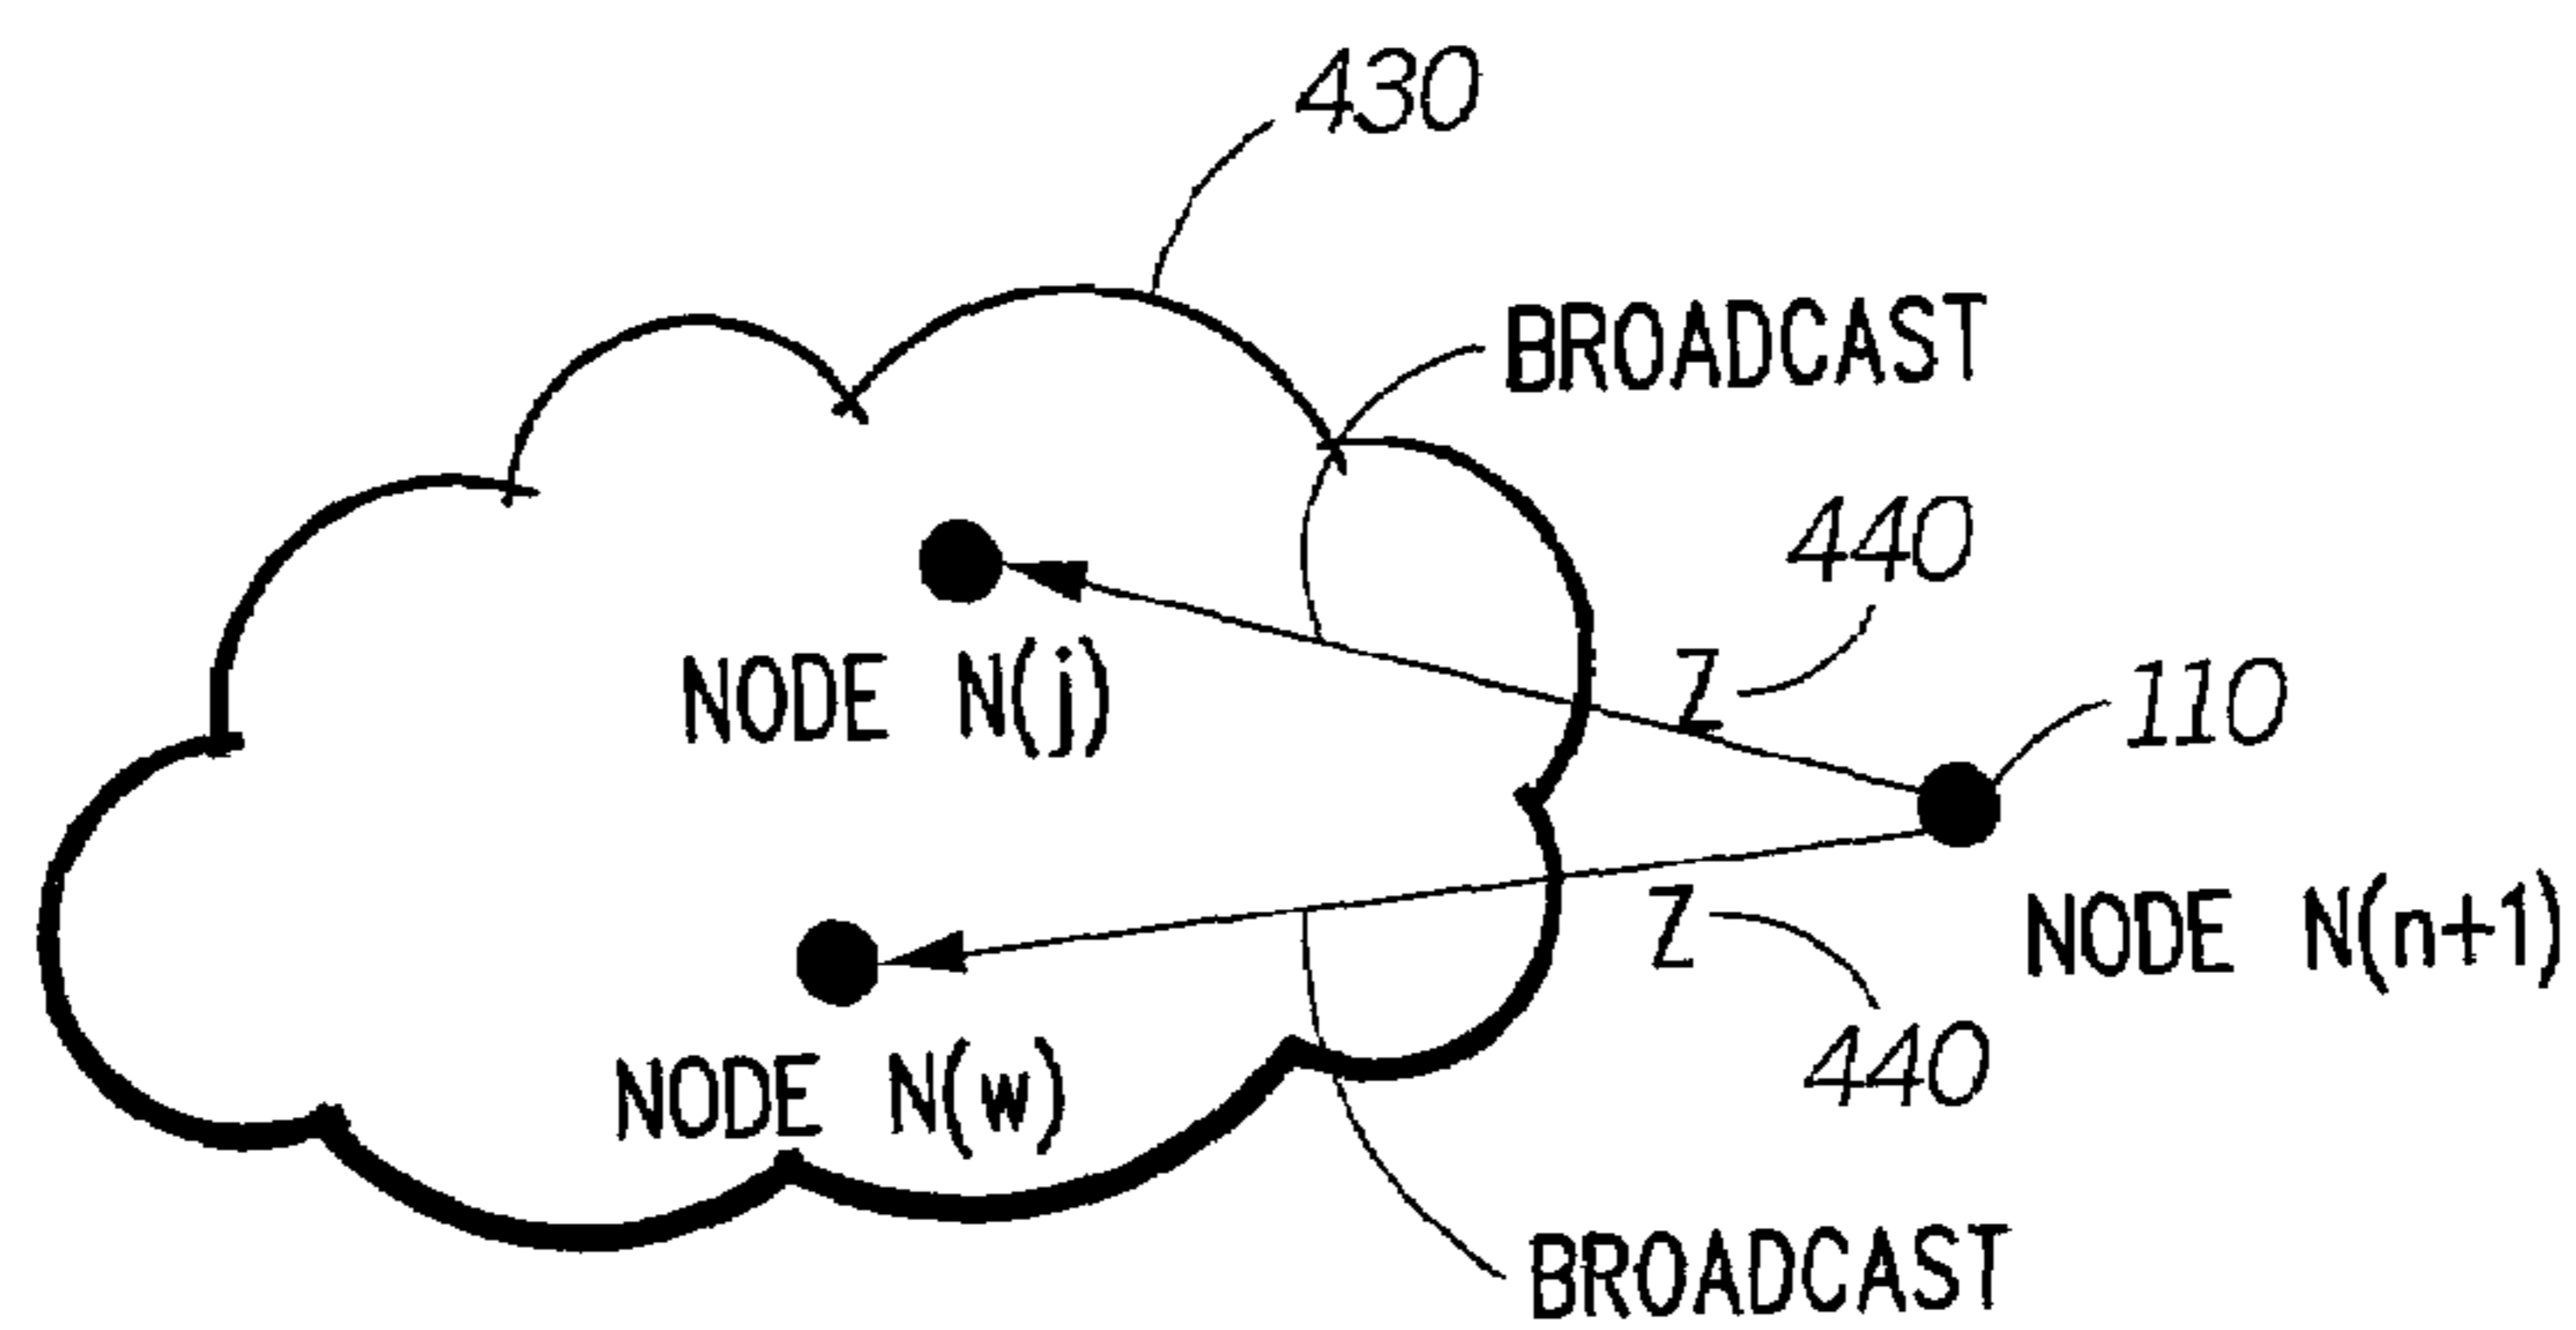 430
BROADCAST
440
NODE N(j)
Z
110
Z
NODE N(n+1)
440
NODE N(w)
BROADCAST